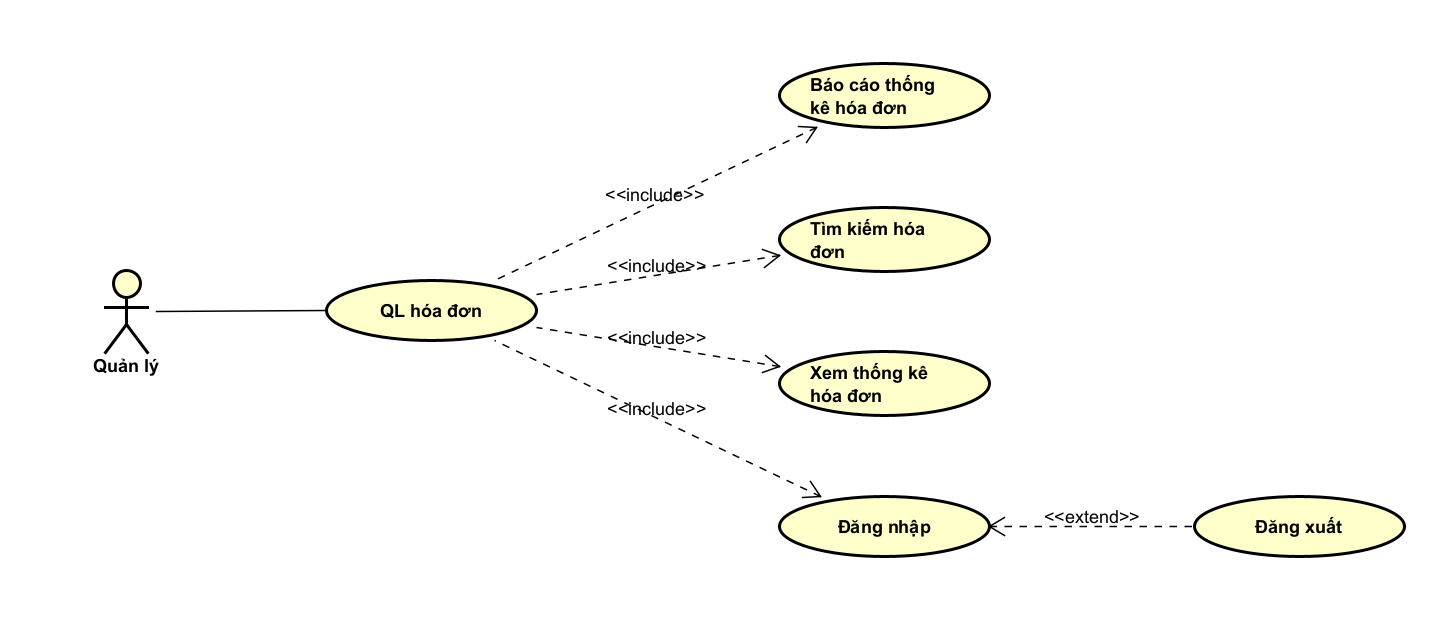 Báo cáo thống
kê hóa đơn
<<include>>
Tìm kiếm hóa
đơn
<<include>>
QL hóa đơn
<<include>>
Quản lý
Xem thống kê
hóa đơn
<<include>>
Đăng nhập
<<extend>>
Đăng xuất